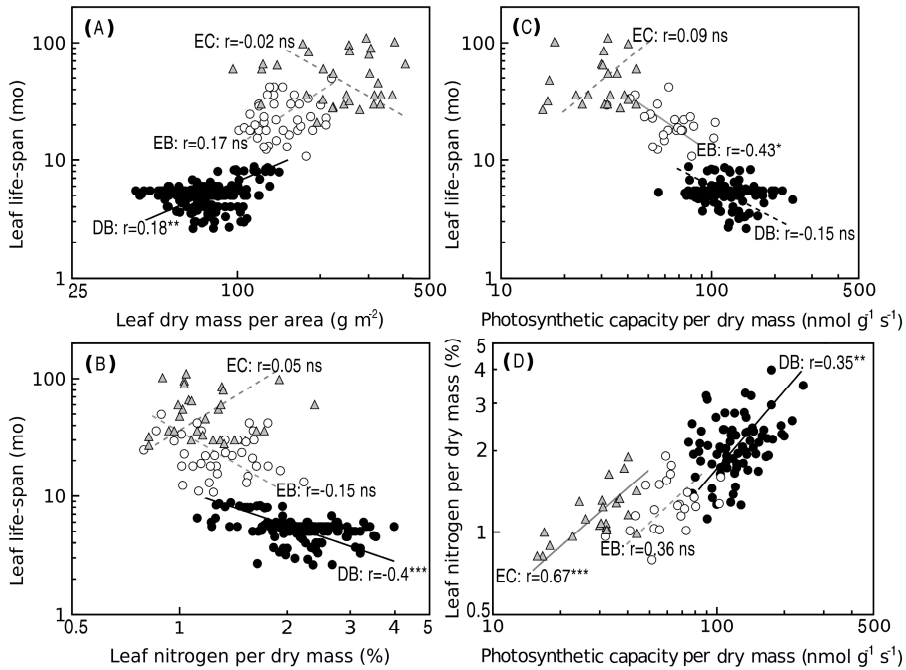 (A)
EC: r=-0.02 ns
EB: r=0.17 ns
DB: r=0.18**
100
10
1
25
100
500
Leaf life-span (mo)
Leaf dry mass per area (g m²)
(C)
EC: r=0.09 ns
EB: r=-0.43*
DB: r=-0.15 ns
100
10
1
10
100
500
Leaf life-span (mo)
Photosynthetic capacity per dry mass (nmol g⁻¹ s⁻¹)
(B)
EC: r=0.05 ns
EB: r=-0.15 ns
DB: r=-0.4***
100
10
1
0.5
1
2
3
4
5
Leaf life-span (mo)
Leaf nitrogen per dry mass (%)
(D)
DB: r=0.35**
EB: r=0.36 ns
EC: r=0.67***
5
4
3
2
1
0.5
10
100
500
Leaf nitrogen per dry mass (%)
Photosynthetic capacity per dry mass (nmol g⁻¹ s⁻¹)